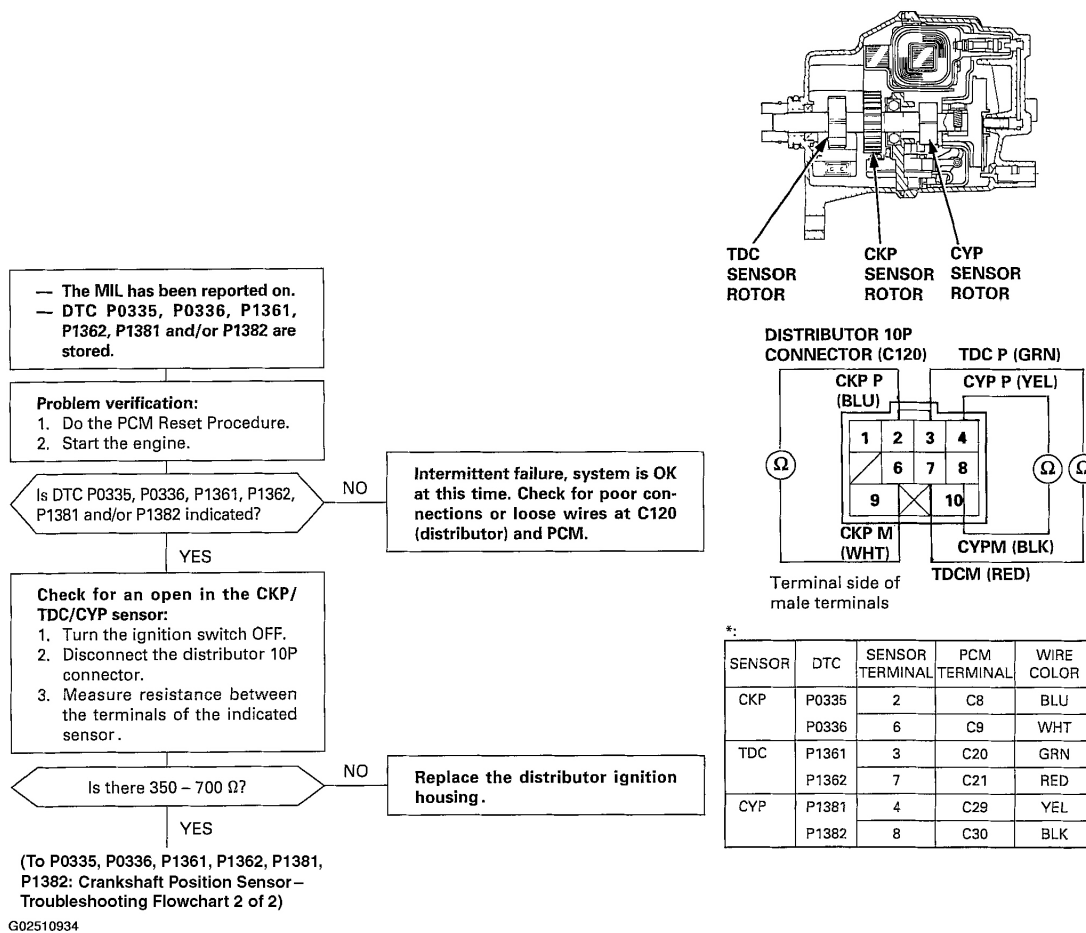 — The MIL has been reported on.
— DTC P0335, P0336, P1361,
P1362, P1381 and/or P1382 are
stored.
Problem verification:
1. Do the PCM Reset Procedure.
2. Start the engine.
Is DTC P0335, P0336, P1361, P1362,
P1381 and/or P1382 indicated?
NO
Intermittent failure, system is OK
at this time. Check for poor con-
nections or loose wires at C120
(distributor) and PCM.
YES
Check for an open in the CKP/
TDC/CYP sensor:
1. Turn the ignition switch OFF.
2. Disconnect the distributor 10P
connector.
3. Measure resistance between
the terminals of the indicated
sensor.
Is there 350 – 700 Ω?
NO
Replace the distributor ignition
housing.
YES
(To P0335, P0336, P1361, P1362, P1381,
P1382: Crankshaft Position Sensor–
Troubleshooting Flowchart 2 of 2)
G02510934
TDC
SENSOR
ROTOR
CKP
SENSOR
ROTOR
CYP
SENSOR
ROTOR
DISTRIBUTOR 10P
CONNECTOR (C120)
TDC P (GRN)
CKP P
(BLU)
CYP P (YEL)
1 2 3 4
Ω 6 7 8 Ω Ω
9 10
CKP M
(WHT)
CYPM (BLK)
TDCM (RED)
Terminal side of
male terminals
*:
SENSOR DTC SENSOR TERMINAL PCM TERMINAL WIRE COLOR
CKP P0335 2 C8 BLU
P0336 6 C9 WHT
TDC P1361 3 C20 GRN
P1362 7 C21 RED
CYP P1381 4 C29 YEL
P1382 8 C30 BLK